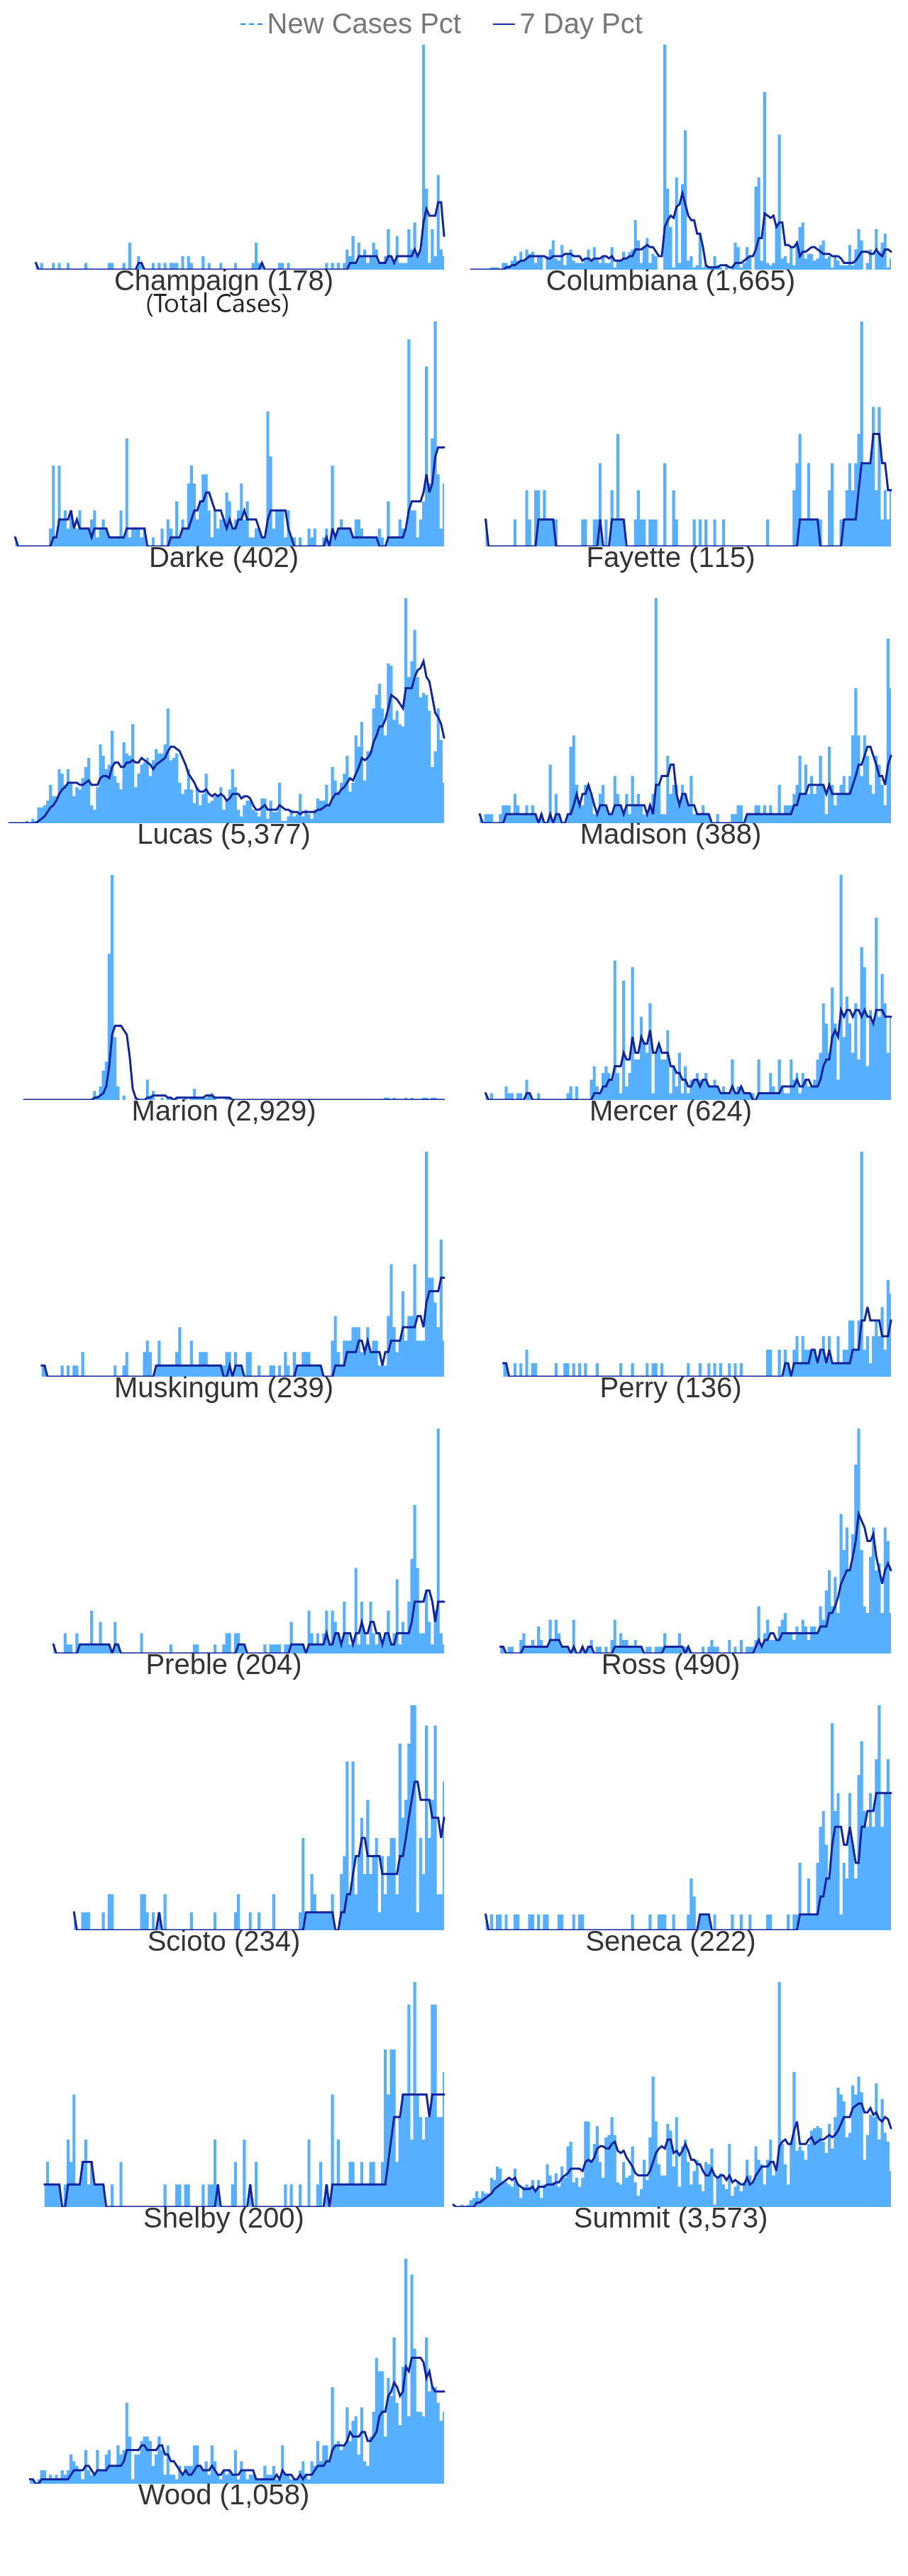 New Cases Pct 7 Day Pct
Champaign (178) Columbiana (1,665)
(Total Cases)
Darke (402) Fayette (115)
Lucas (5,377) Madison (388)
Marion (2,929) Mercer (624)
Muskingum (239) Perry (136)
Preble (204) Ross (490)
Scioto (234) Seneca (222)
Shelby (200) Summit (3,573)
Wood (1,058)